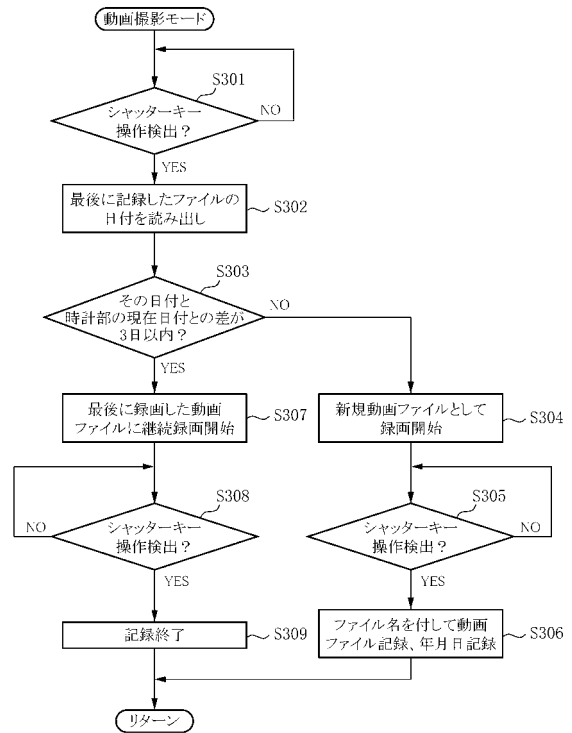 動画撮影モード
S301
シャッターキー
操作検出?
NO
YES
最後に記録したファイルの
日付を読み出し
S302
S303
その日付と
時計部の現在日付との差が
3日以内?
NO
YES
最後に録画した動画
ファイルに継続録画開始
S307
新規動画ファイルとして
録画開始
S304
S308
シャッターキー
操作検出?
NO
YES
S305
シャッターキー
操作検出?
NO
YES
記録終了
S309
ファイル名を付して動画
ファイル記録、年月日記録
S306
リターン